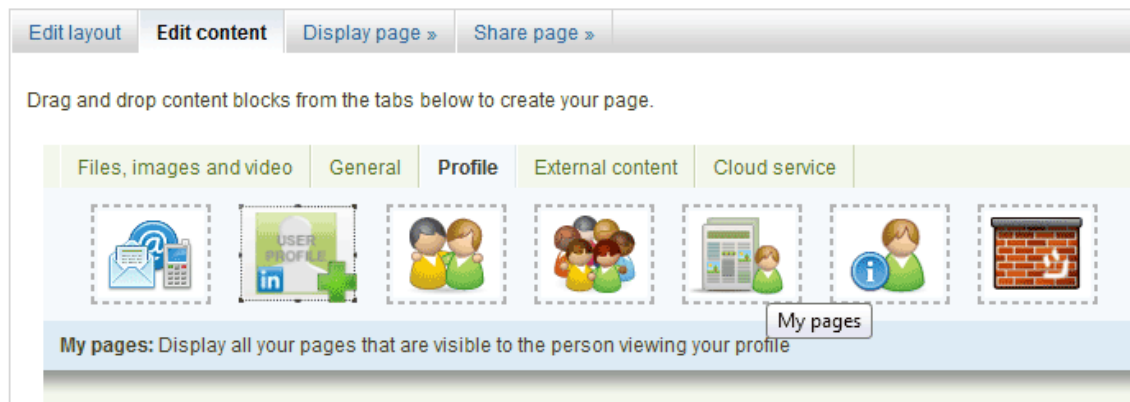 Edit layout Edit content Display page » Share page »
Drag and drop content blocks from the tabs below to create your page.
Files, images and video General Profile External content Cloud service
@
USER
PROFILE
in
i
My pages
My pages: Display all your pages that are visible to the person viewing your profile